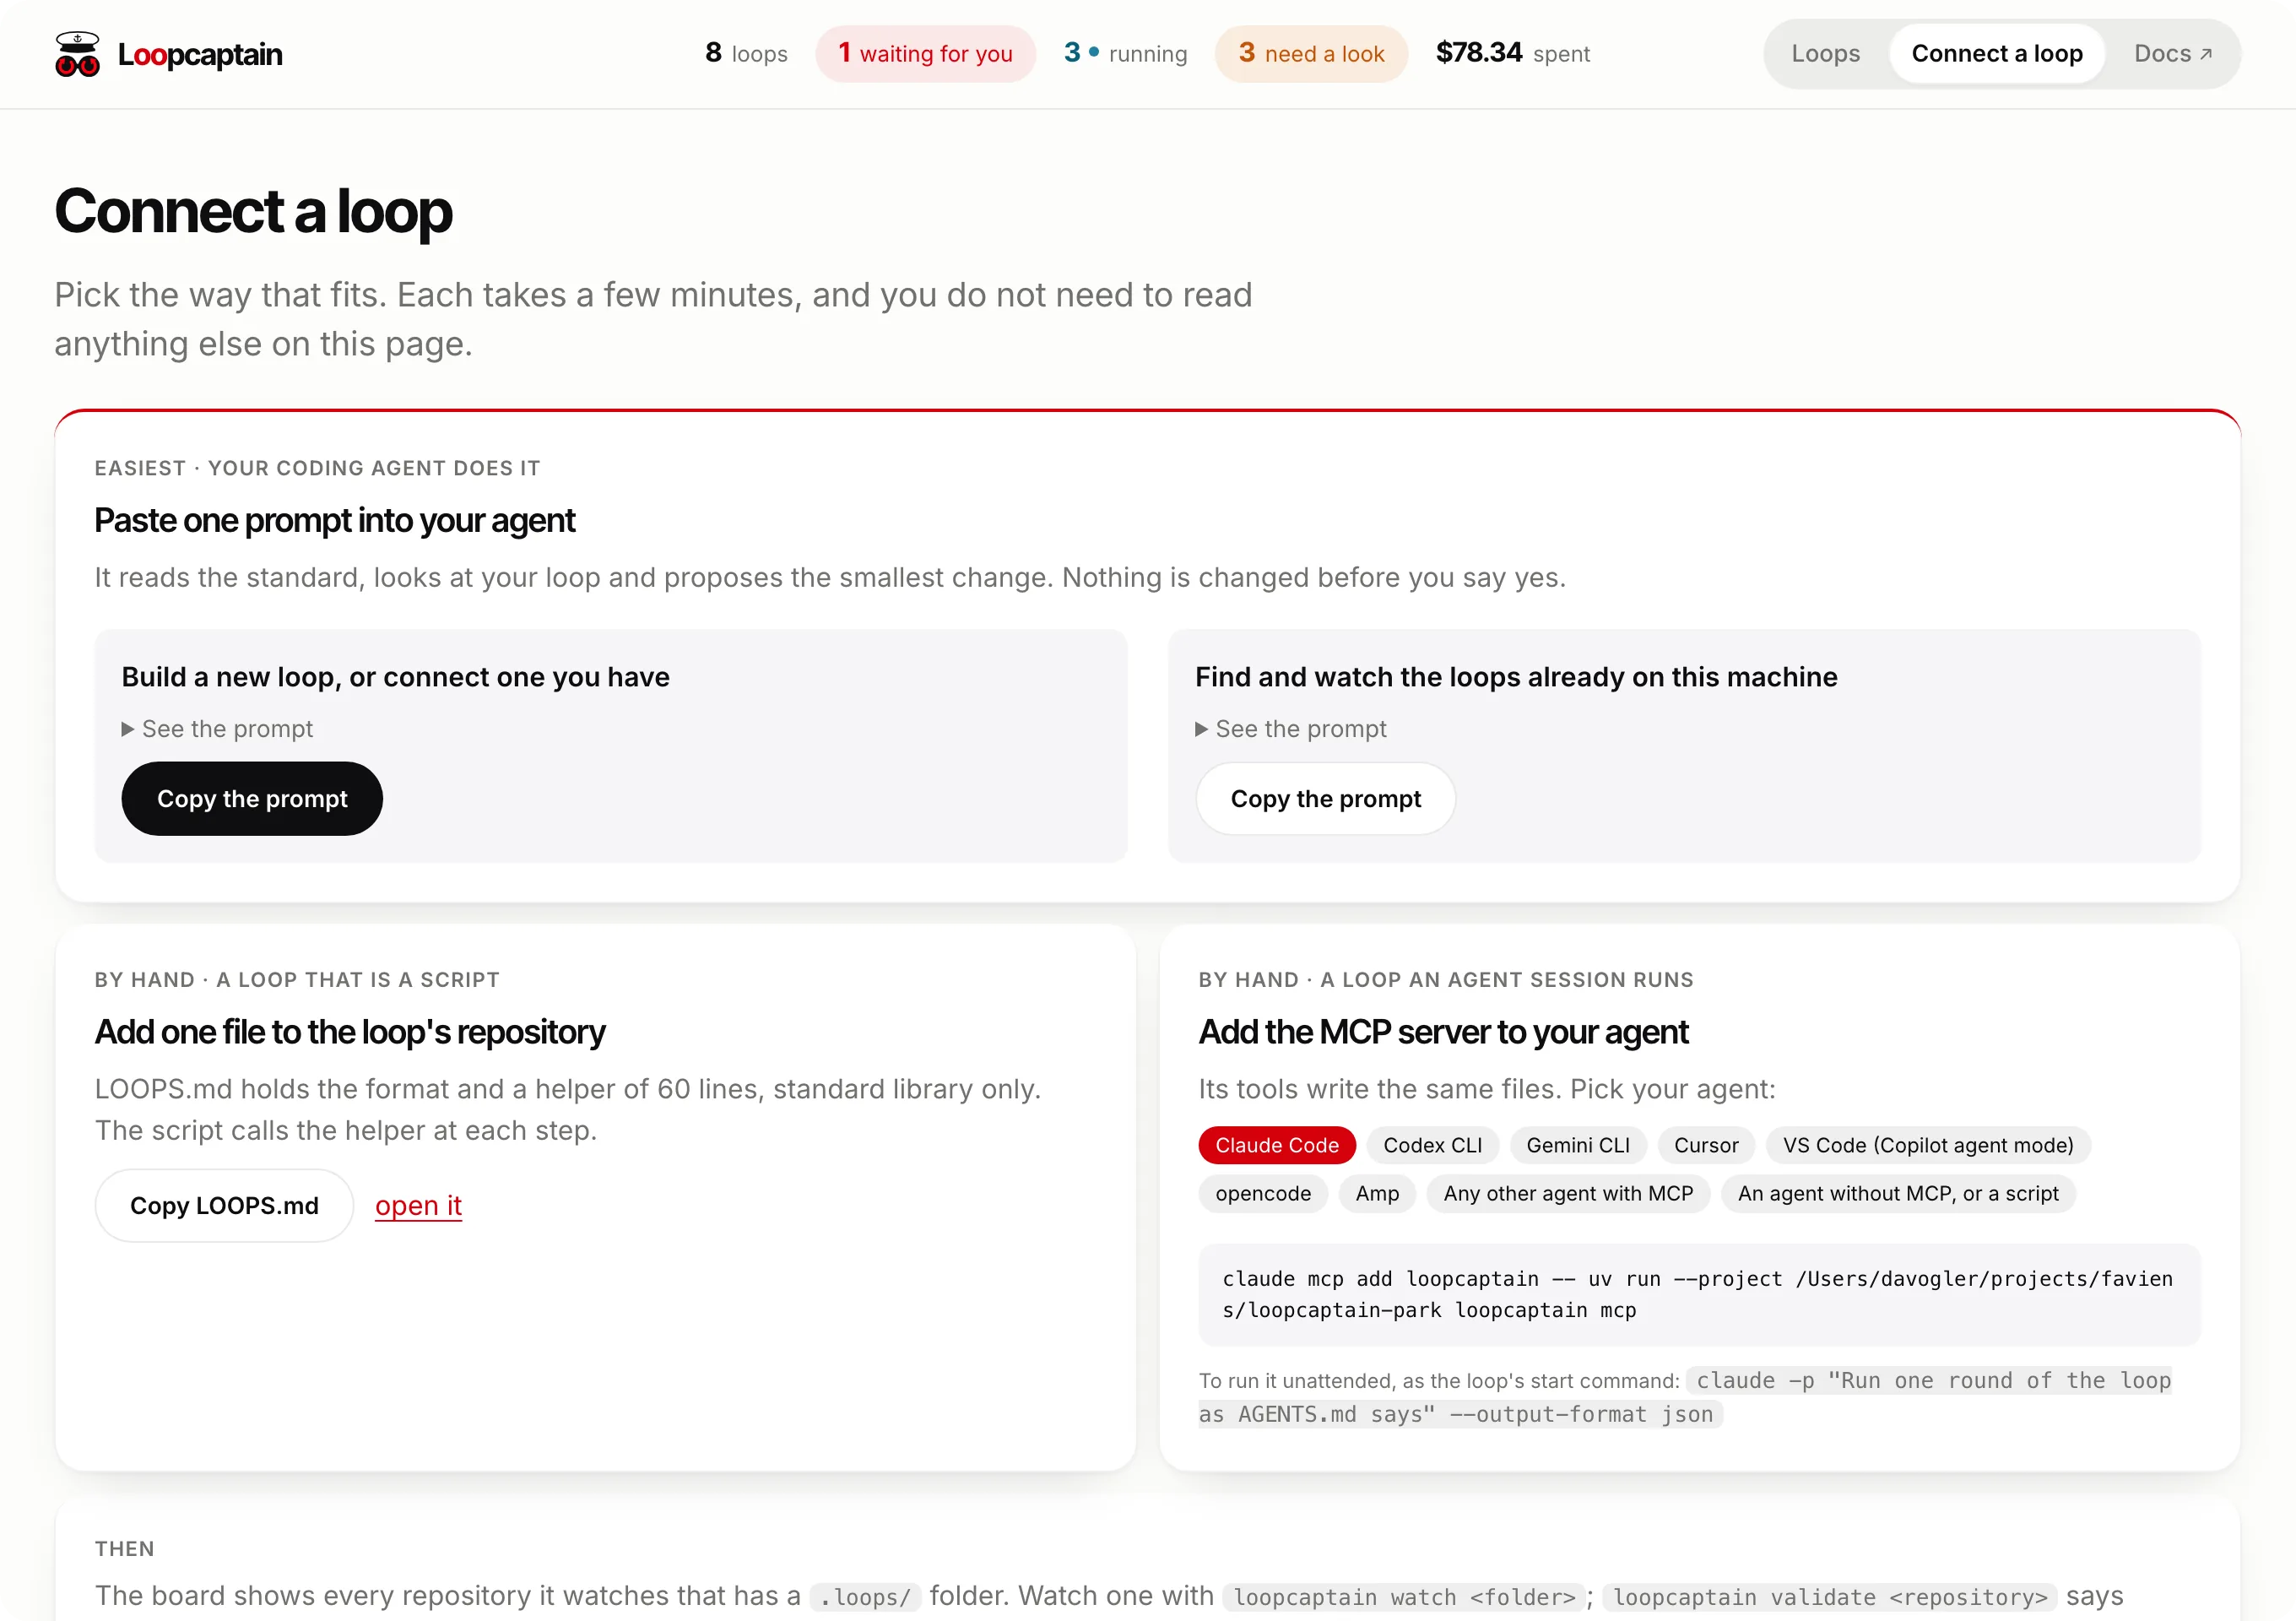 Loopcaptain
8 loops
1 waiting for you
3 running
3 need a look
$78.34 spent
Loops
Connect a loop
Docs ↗
Connect a loop
Pick the way that fits. Each takes a few minutes, and you do not need to read
anything else on this page.
EASIEST · YOUR CODING AGENT DOES IT
Paste one prompt into your agent
It reads the standard, looks at your loop and proposes the smallest change. Nothing is changed before you say yes.
Build a new loop, or connect one you have
▶ See the prompt
Copy the prompt
Find and watch the loops already on this machine
▶ See the prompt
Copy the prompt
BY HAND · A LOOP THAT IS A SCRIPT
Add one file to the loop's repository
LOOPS.md holds the format and a helper of 60 lines, standard library only.
The script calls the helper at each step.
Copy LOOPS.md open it
BY HAND · A LOOP AN AGENT SESSION RUNS
Add the MCP server to your agent
Its tools write the same files. Pick your agent:
Claude Code Codex CLI Gemini CLI Cursor VS Code (Copilot agent mode)
opencode Amp Any other agent with MCP An agent without MCP, or a script
claude mcp add loopcaptain -- uv run --project /Users/davogler/projects/favien
s/loopcaptain-park loopcaptain mcp
To run it unattended, as the loop's start command: claude -p "Run one round of the loop
as AGENTS.md says" --output-format json
THEN
The board shows every repository it watches that has a .loops/ folder. Watch one with loopcaptain watch <folder>; loopcaptain validate <repository> says